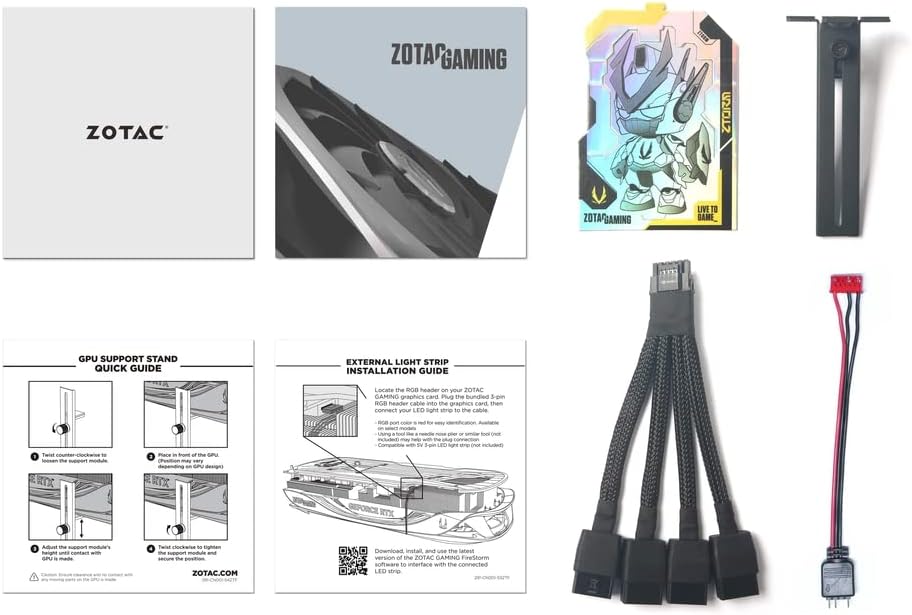 ZOTAC®
ZOTAC GAMING
ZTORM
ZOTAC GAMING
LIVE TO
GAME_
GPU SUPPORT STAND
QUICK GUIDE
1 Twist counter-clockwise to
loosen the support module.
2 Place in front of the GPU.
(Position may vary
depending on GPU design)
3 Adjust the support module's
height until contact with
GPU is made.
4 Twist clockwise to tighten
the support module and
secure the position.
Caution: Ensure clearance and no contact with
any moving parts on the GPU is made.
ZOTAC.COM
EXTERNAL LIGHT STRIP
INSTALLATION GUIDE
Locate the RGB header on your ZOTAC
GAMING graphics card. Plug the bundled 3-pin
RGB header cable into the graphics card, then
connect your LED light strip to the cable.
- RGB port color is red for easy identification. Available
on select models
- Using a tool like a needle nose plier or similar tool (not
included) may help with the plug connection
- Compatible with 5V 3-pin LED light strip (not included)
GEFORCE RTX
Download, install, and use the latest
version of the ZOTAC GAMING FireStorm
software to interface with the connected
LED strip.